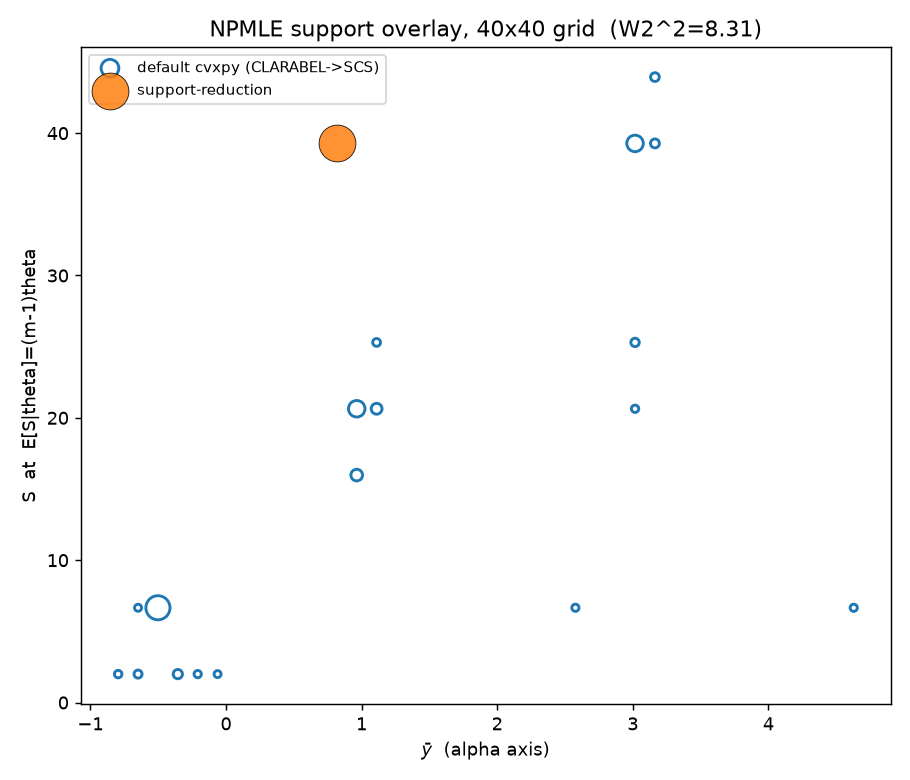 NPMLE support overlay, 40x40 grid (W2^2=8.31)
default cvxpy (CLARABEL->SCS)
support-reduction
40
30
20
10
0
S at E[S|theta]=(m-1)theta
−1 0 1 2 3 4
ȳ (alpha axis)